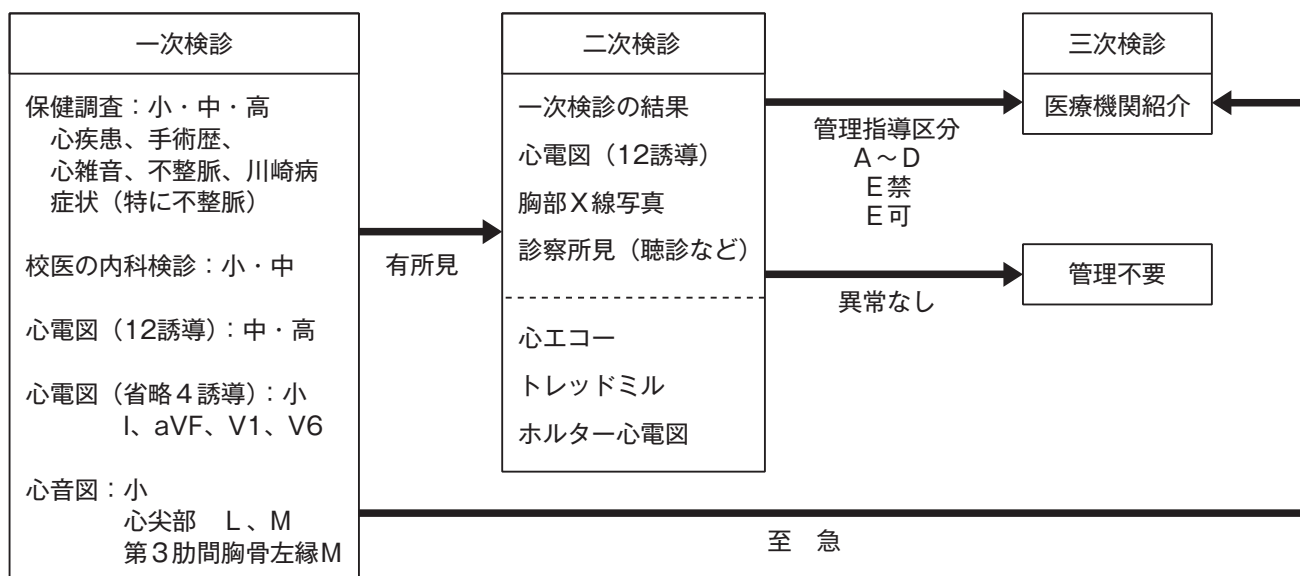 一次検診
保健調査：小・中・高
心疾患、手術歴、
心雑音、不整脈、川崎病
症状（特に不整脈）
校医の内科検診：小・中
心電図（12誘導）：中・高
心電図（省略４誘導）：小
I、aVF、V1、V6
心音図：小
心尖部　L、M
第３肋間胸骨左縁M
有所見
二次検診
一次検診の結果
心電図（12誘導）
胸部X線写真
診察所見（聴診など）
心エコー
トレッドミル
ホルター心電図
管理指導区分
A～D
E禁
E可
異常なし
三次検診
医療機関紹介
管理不要
至　急